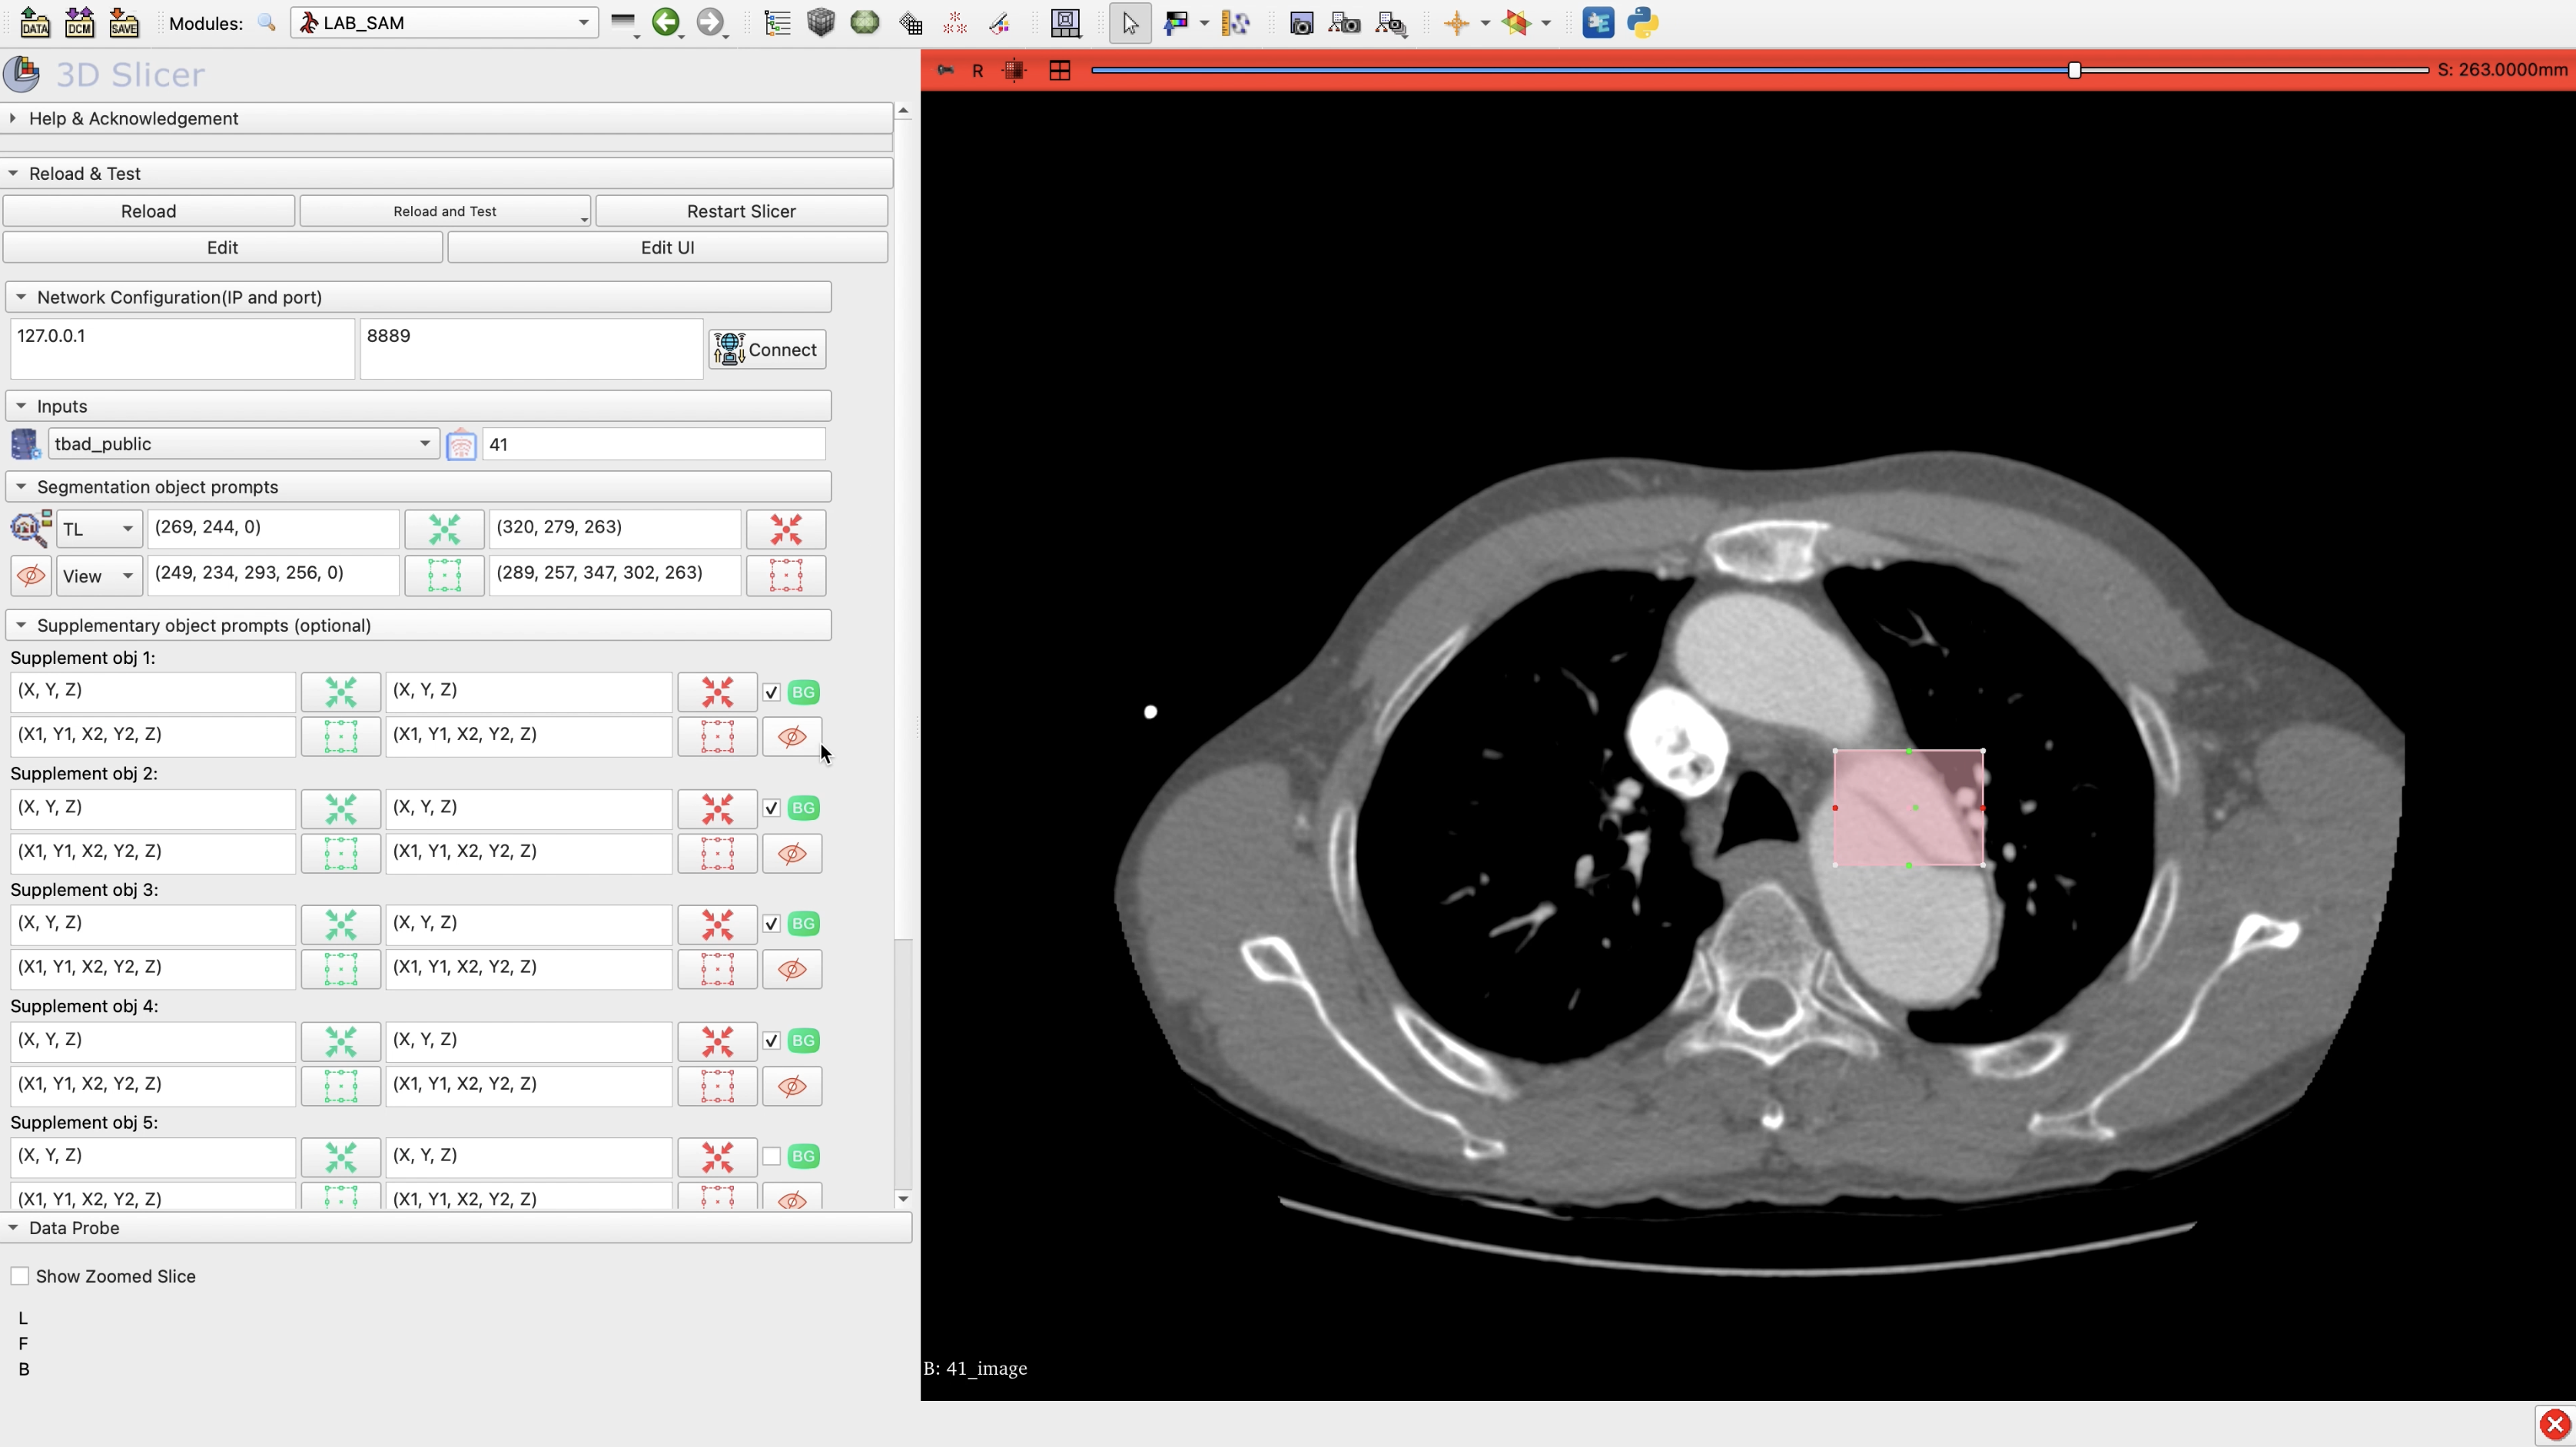 DATA DCM SAVE Modules: LAB_SAM
R S: 263.0000mm
3D Slicer
Help & Acknowledgement
Reload & Test
Reload Reload and Test Restart Slicer
Edit Edit UI
Network Configuration(IP and port)
127.0.0.1 8889 Connect
Inputs
tbad_public 41
Segmentation object prompts
TL (269, 244, 0) (320, 279, 263)
View (249, 234, 293, 256, 0) (289, 257, 347, 302, 263)
Supplementary object prompts (optional)
Supplement obj 1:
(X, Y, Z) (X, Y, Z) BG
(X1, Y1, X2, Y2, Z) (X1, Y1, X2, Y2, Z)
Supplement obj 2:
(X, Y, Z) (X, Y, Z) BG
(X1, Y1, X2, Y2, Z) (X1, Y1, X2, Y2, Z)
Supplement obj 3:
(X, Y, Z) (X, Y, Z) BG
(X1, Y1, X2, Y2, Z) (X1, Y1, X2, Y2, Z)
Supplement obj 4:
(X, Y, Z) (X, Y, Z) BG
(X1, Y1, X2, Y2, Z) (X1, Y1, X2, Y2, Z)
Supplement obj 5:
(X, Y, Z) (X, Y, Z) BG
(X1, Y1, X2, Y2, Z) (X1, Y1, X2, Y2, Z)
Data Probe
Show Zoomed Slice
L
F
B
B: 41_image